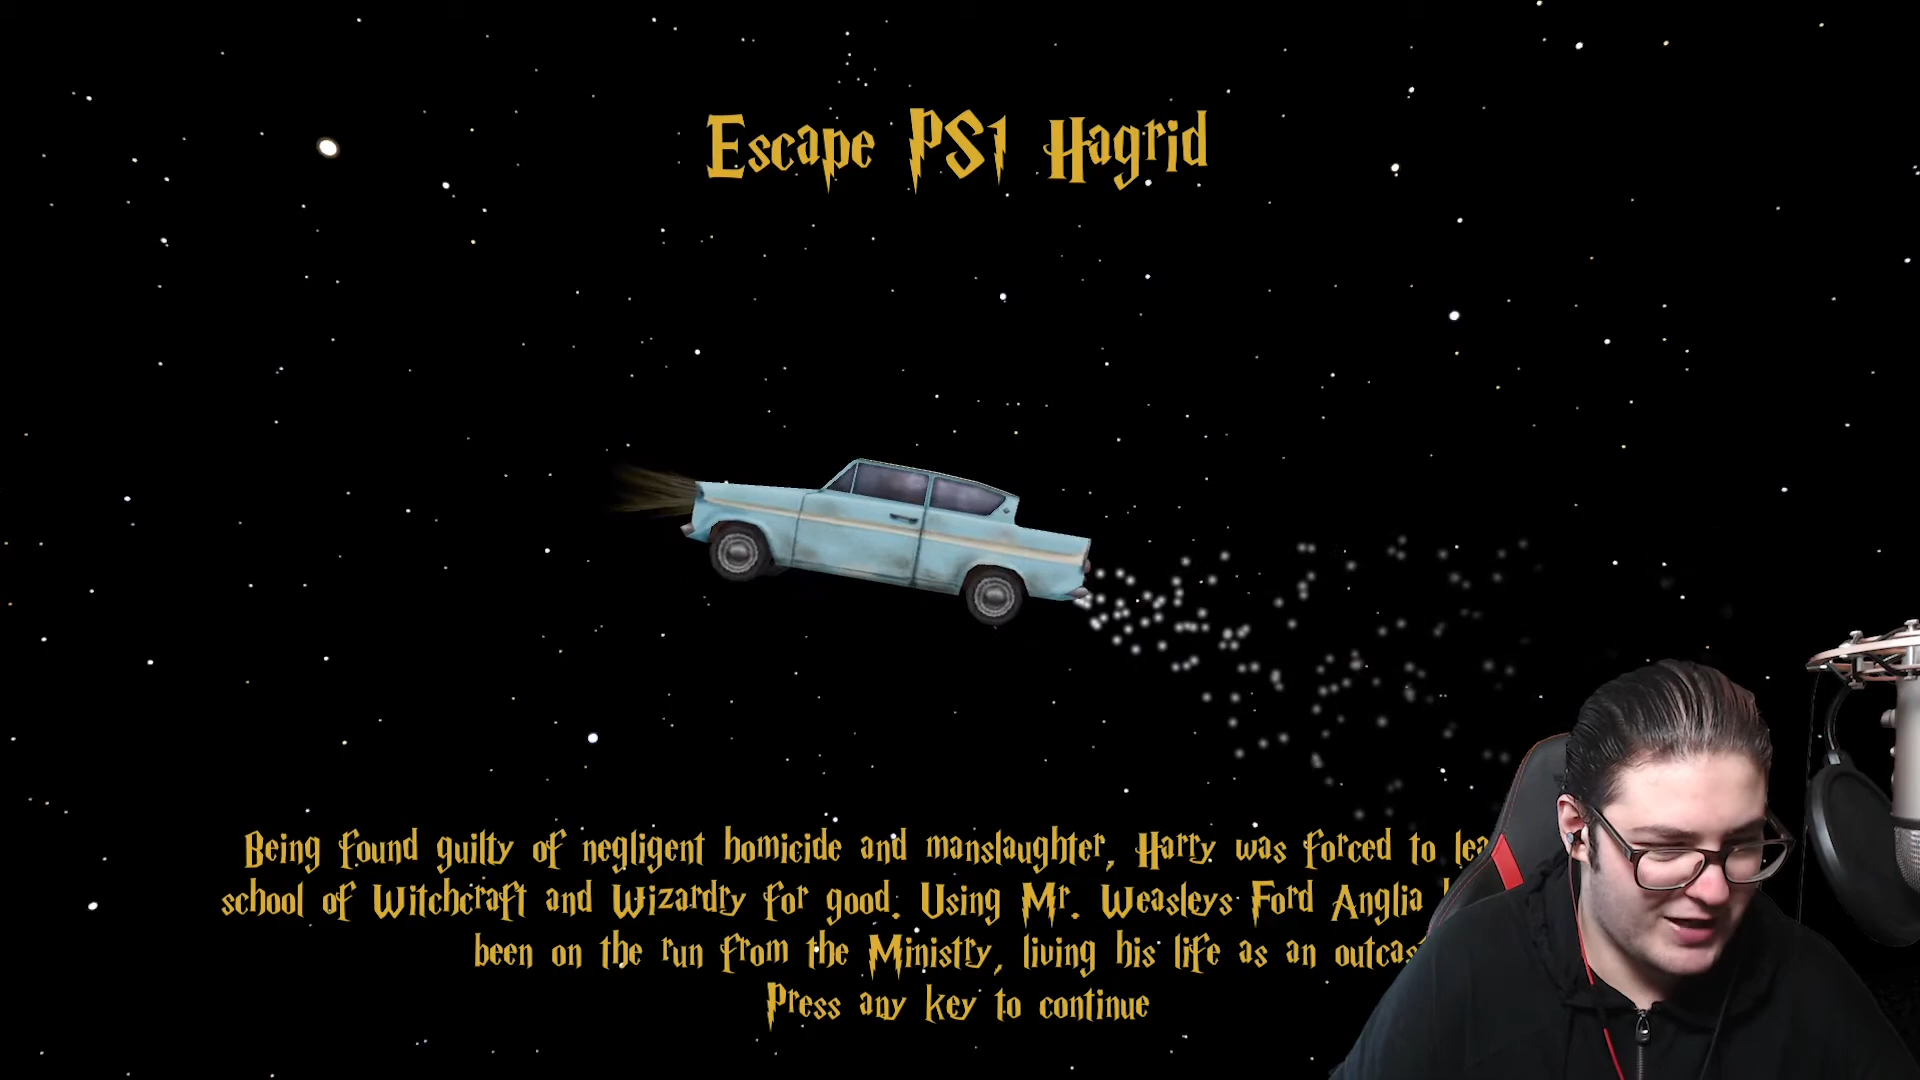 Escape PS1 Hagrid
Being found guilty of negligent homicide and manslaughter, Harry was forced to
school of Witchcraft and Wizardry for good. Using Mr. Weasleys Ford Anglia
been on the run from the Ministry, living his life as an
Press any key to continue